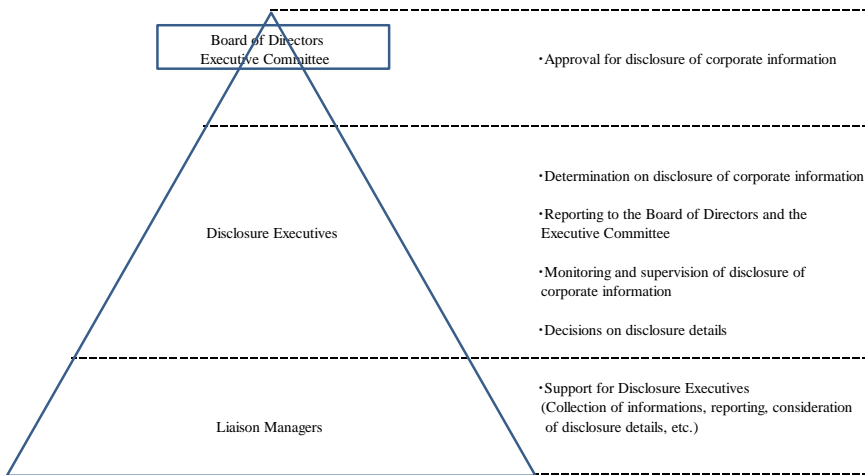 Board of Directors
Executive Committee
・Approval for disclosure of corporate information
Disclosure Executives
・Determination on disclosure of corporate information
・Reporting to the Board of Directors and the
Executive Committee
・Monitoring and supervision of disclosure of
corporate information
・Decisions on disclosure details
Liaison Managers
・Support for Disclosure Executives
(Collection of informations, reporting, consideration
of disclosure details, etc.)